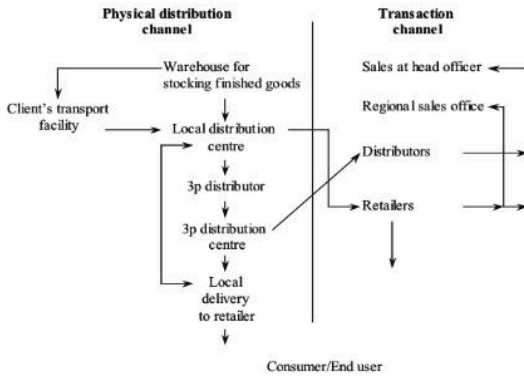 Physical distribution
channel
Transaction
channel
Warehouse for
stocking finished goods
Sales at head officer
Client's transport
facility
Regional sales office
Local distribution
centre
Distributors
3p distributor
Retailers
3p distribution
centre
Local
delivery
to retailer
Consumer/End user